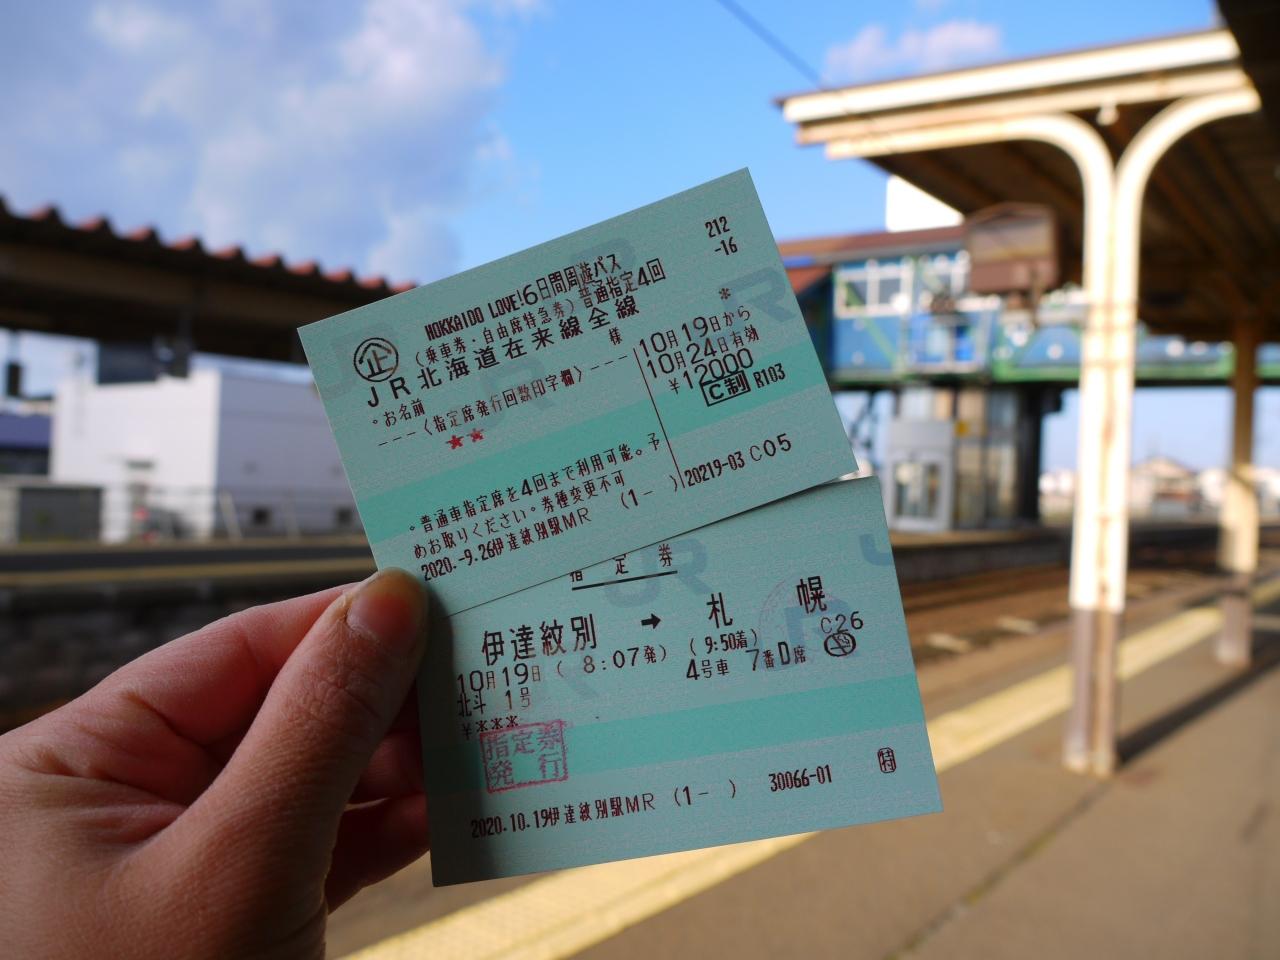 212
-16
HOKKAIDO LOVE!6日間周遊パス
(乗車券・自由席特急券)普通指定4回
企
JR北海道在来線全線
*
10月19日から
10月24日有効
¥12000
C制 R103
。お名前 様
---〈指定席発行回数印字欄〉---
★★
。普通車指定席を4回まで利用可能。予
めお取りください。券種変更不可
2020.-9.26伊達紋別駅MR (1- ) 20219-03 C05
指 定 券
伊達紋別 → 札 幌
10月19日 ( 8:07発) ( 9:50着) C26
北斗 1号 4号車 7番D席
¥***
指定券
発 行
特
2020.10.19伊達紋別駅MR (1- ) 30066-01